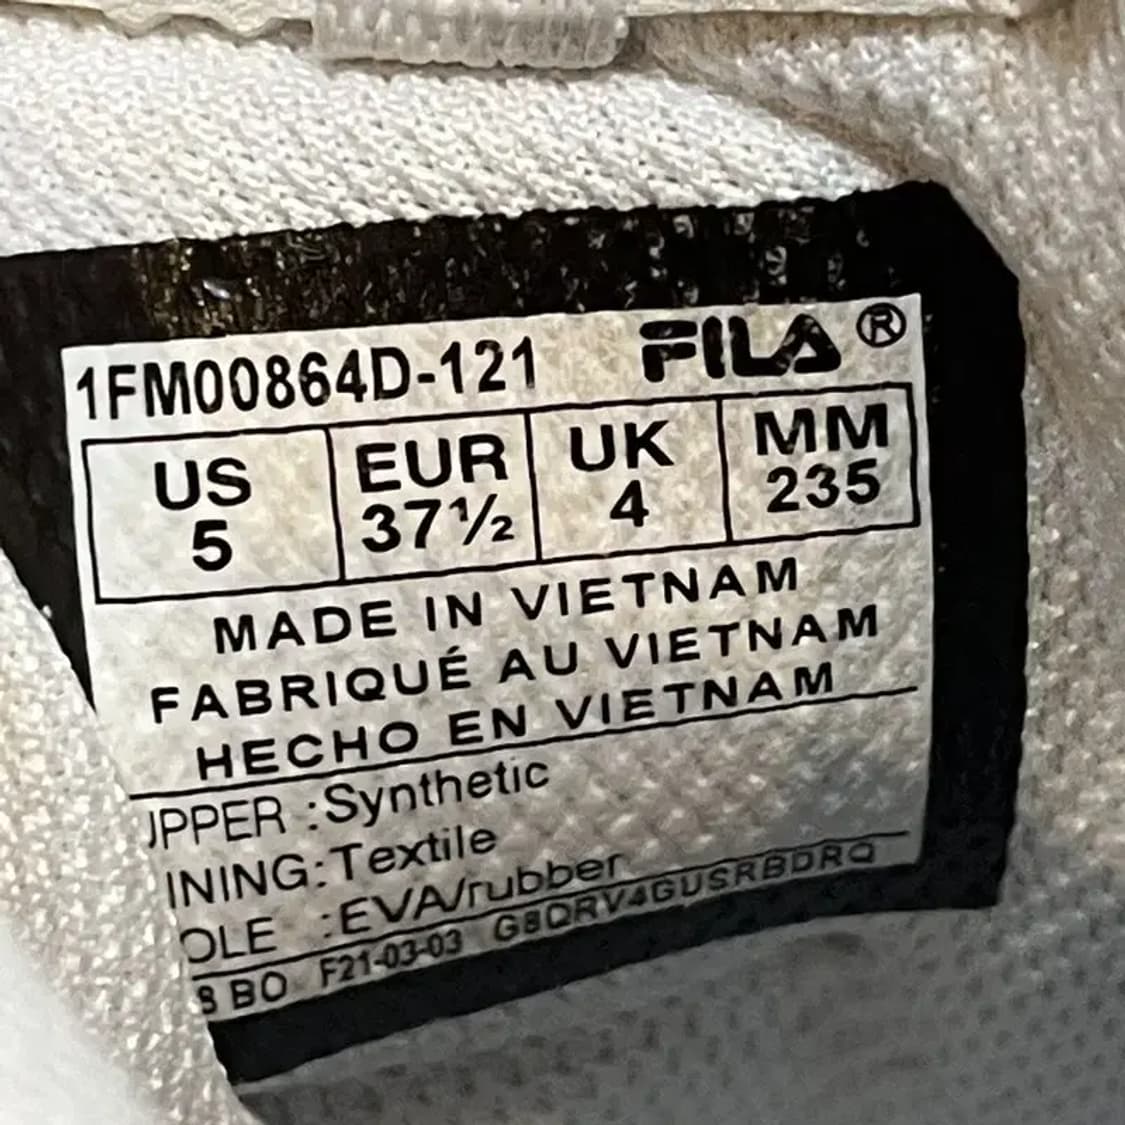 1FM00864D-121 FILA®
US EUR UK MM
5 37½ 4 235
MADE IN VIETNAM
FABRIQUÉ AU VIETNAM
HECHO EN VIETNAM
UPPER :Synthetic
INING:Textile
OLE :EVA/rubber
BO F21-03-03 G8QRV4GUSRBDRQ